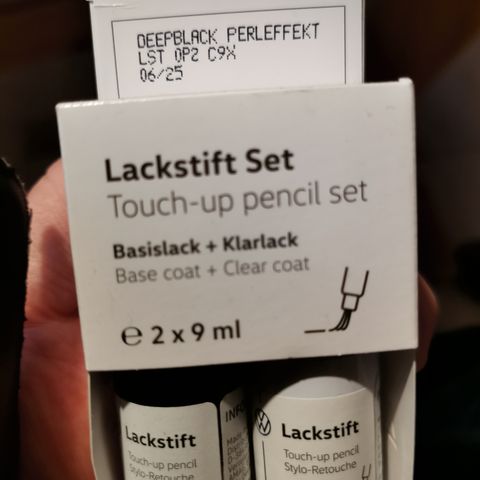 DEEPBLACK PERLEFFEKT
LST 0P2 C9X
06/25
Lackstift Set
Touch-up pencil set
Basislack + Klarlack
Base coat + Clear coat
℮ 2 x 9 ml
Lackstift
Touch-up pencil
Stylo-Retouche
INFO
Lackstift
Touch-up pencil
Stylo-Retouche